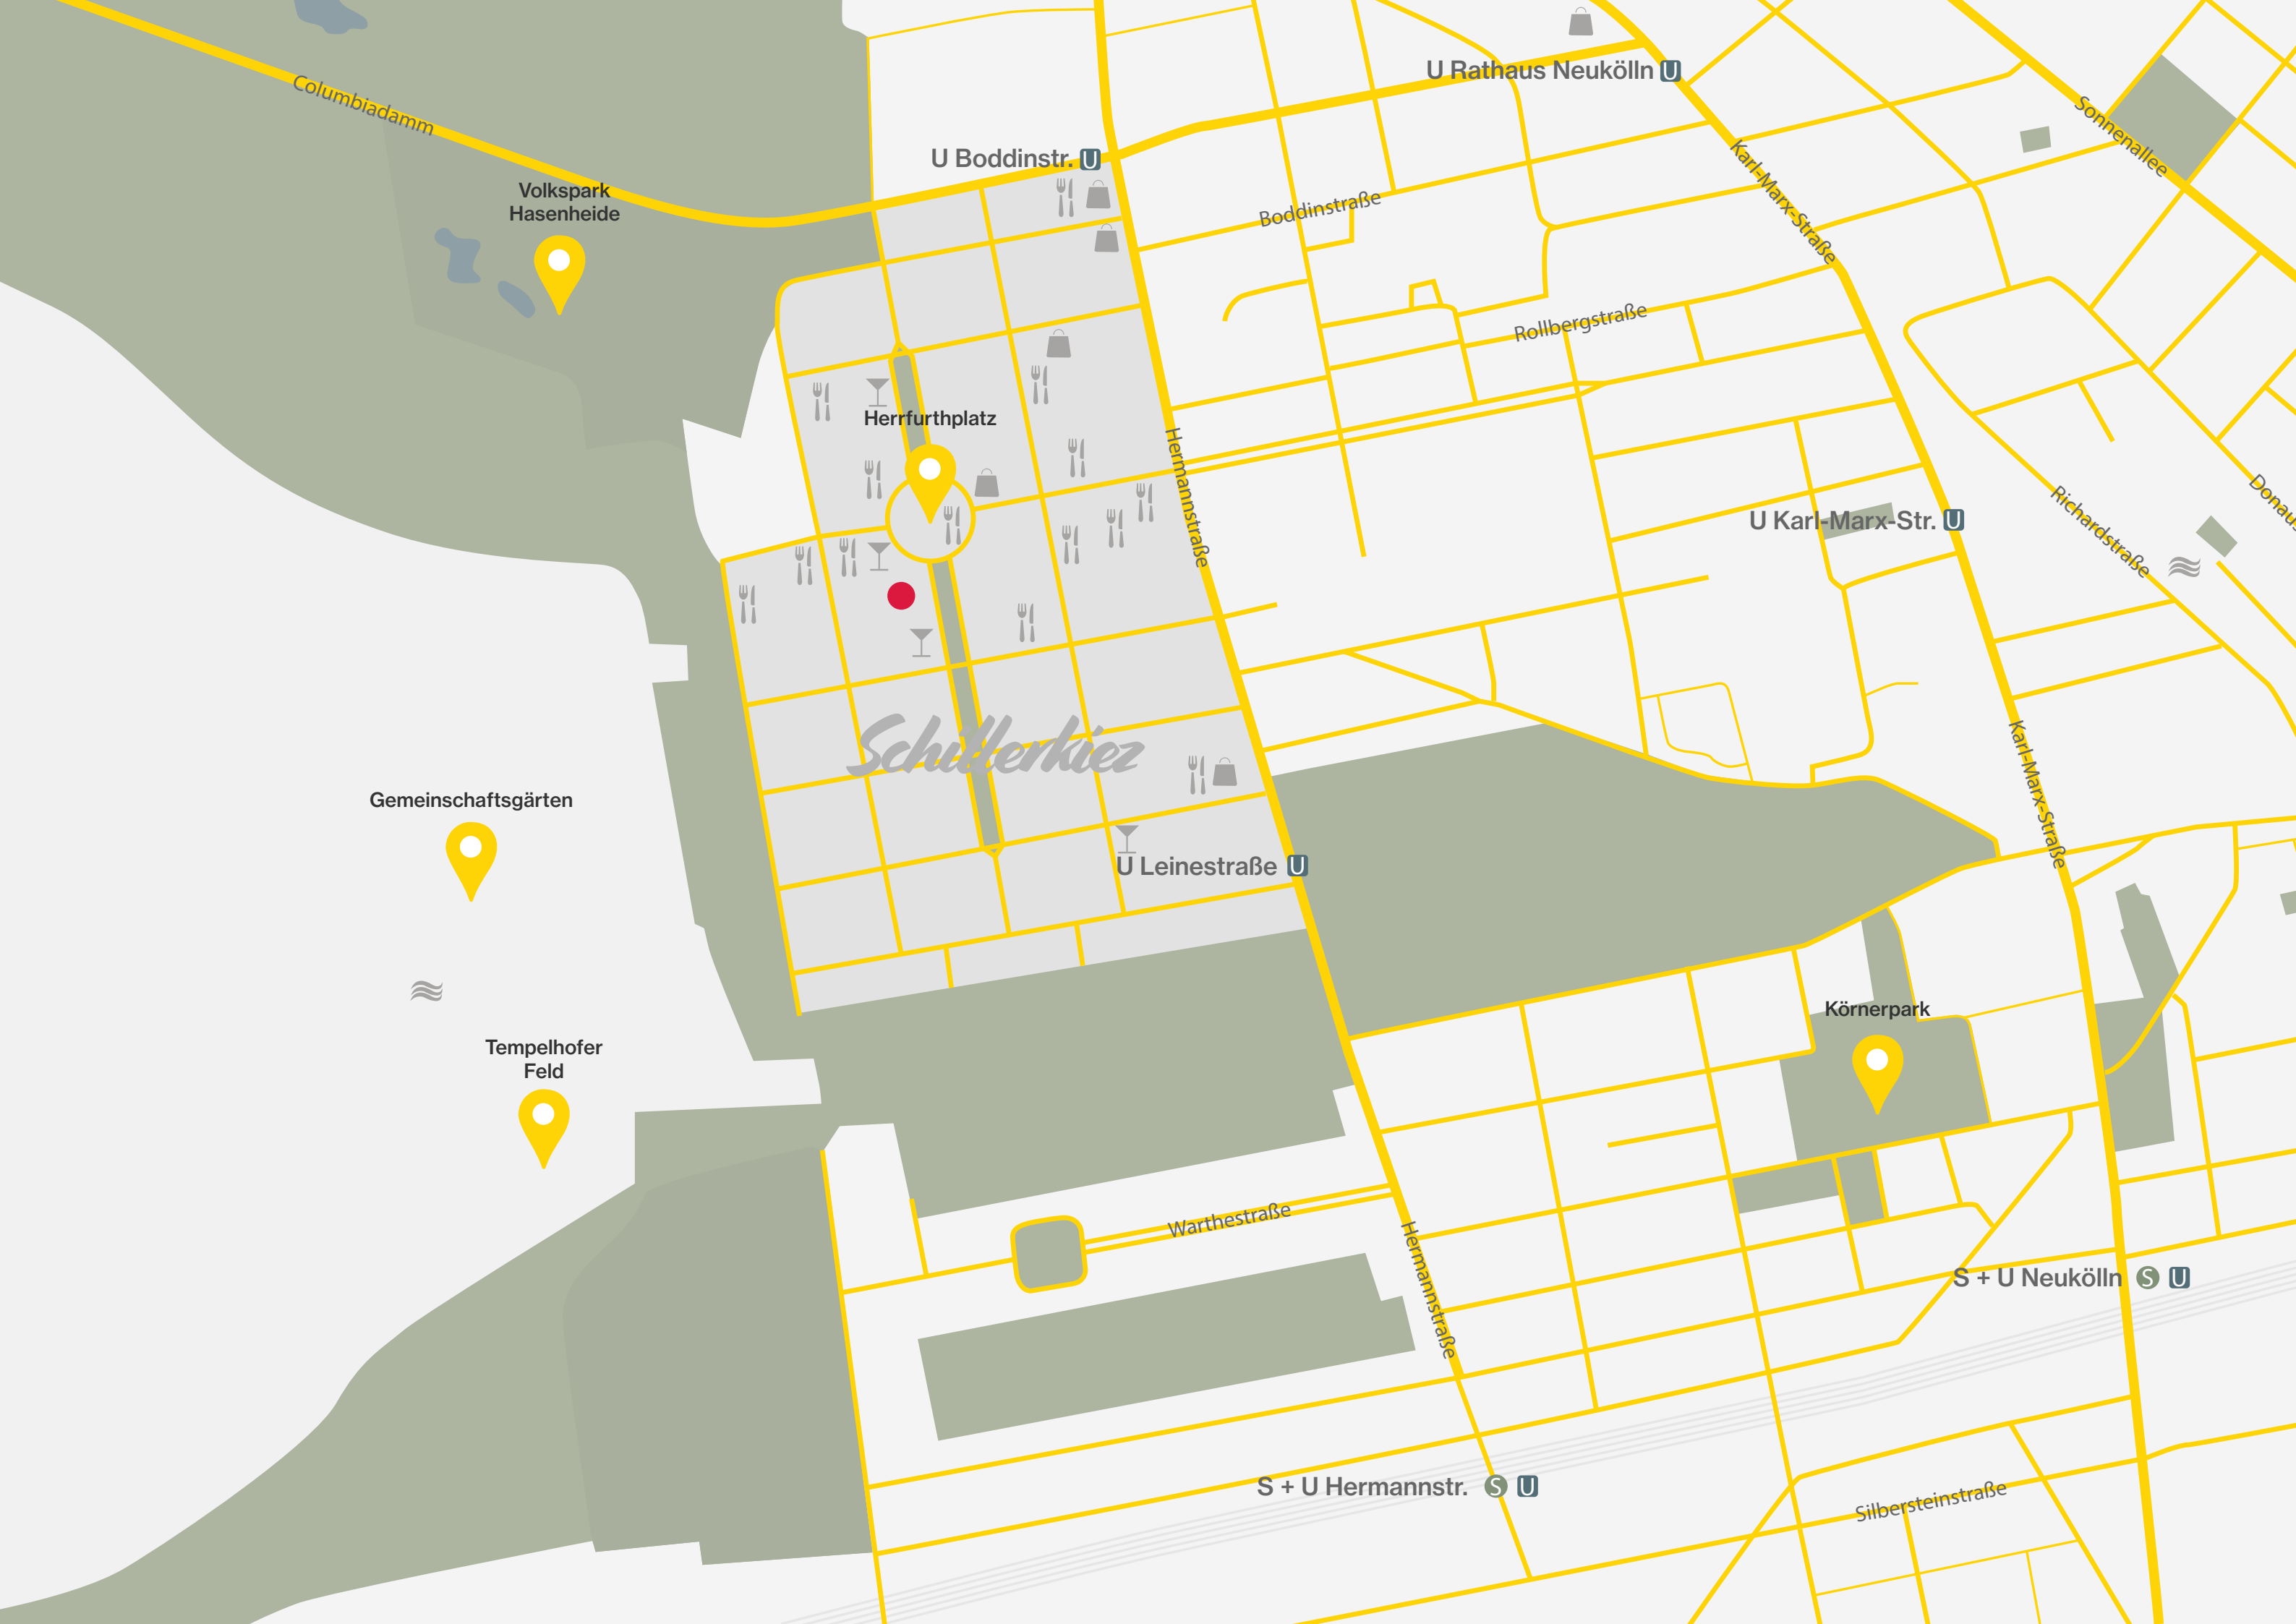 U Rathaus Neukölln U
Columbiadamm
Sonnenallee
U Boddinstr. U
Karl-Marx-Straße
Volkspark
Hasenheide
Boddinstraße
Rollbergstraße
Herrfurthplatz
Hermannstraße
Richardstraße
Donaus
U Karl-Marx-Str. U
Schillerkiez
Karl-Marx-Straße
Gemeinschaftsgärten
U Leinestraße U
Körnerpark
Tempelhofer
Feld
Warthestraße
Hermannstraße
S + U Neukölln S U
S + U Hermannstr. S U
Silbersteinstraße